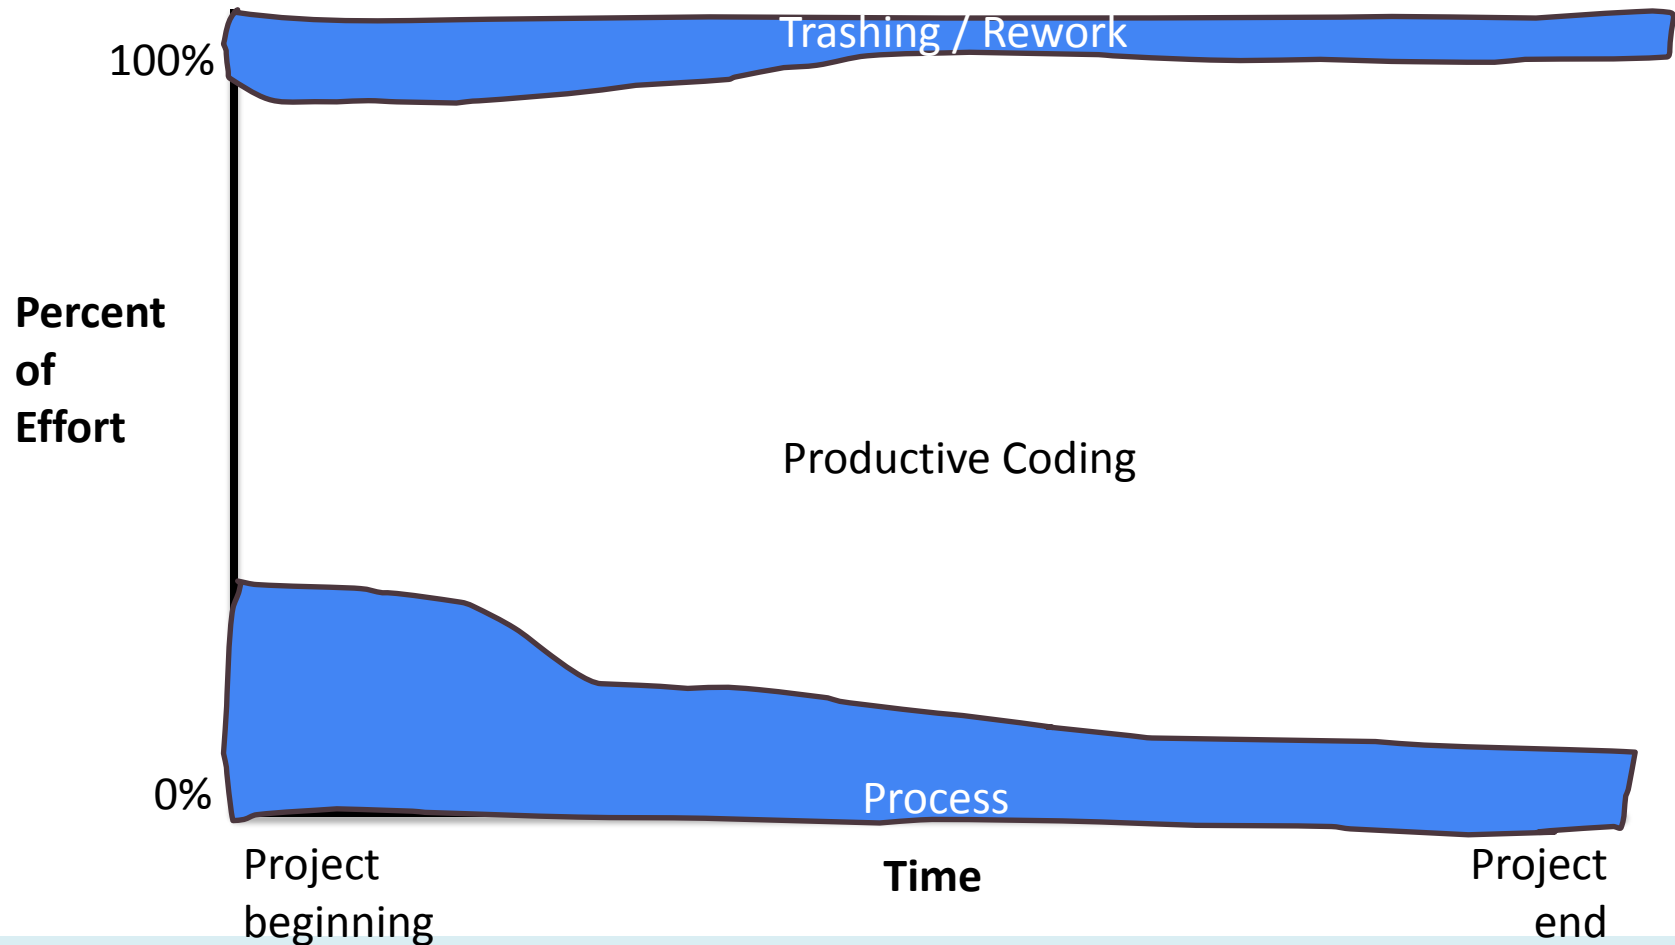 Trashing / Rework
100%
Percent
of
Effort
Productive Coding
0%
Process
Project
beginning
Time
Project
end